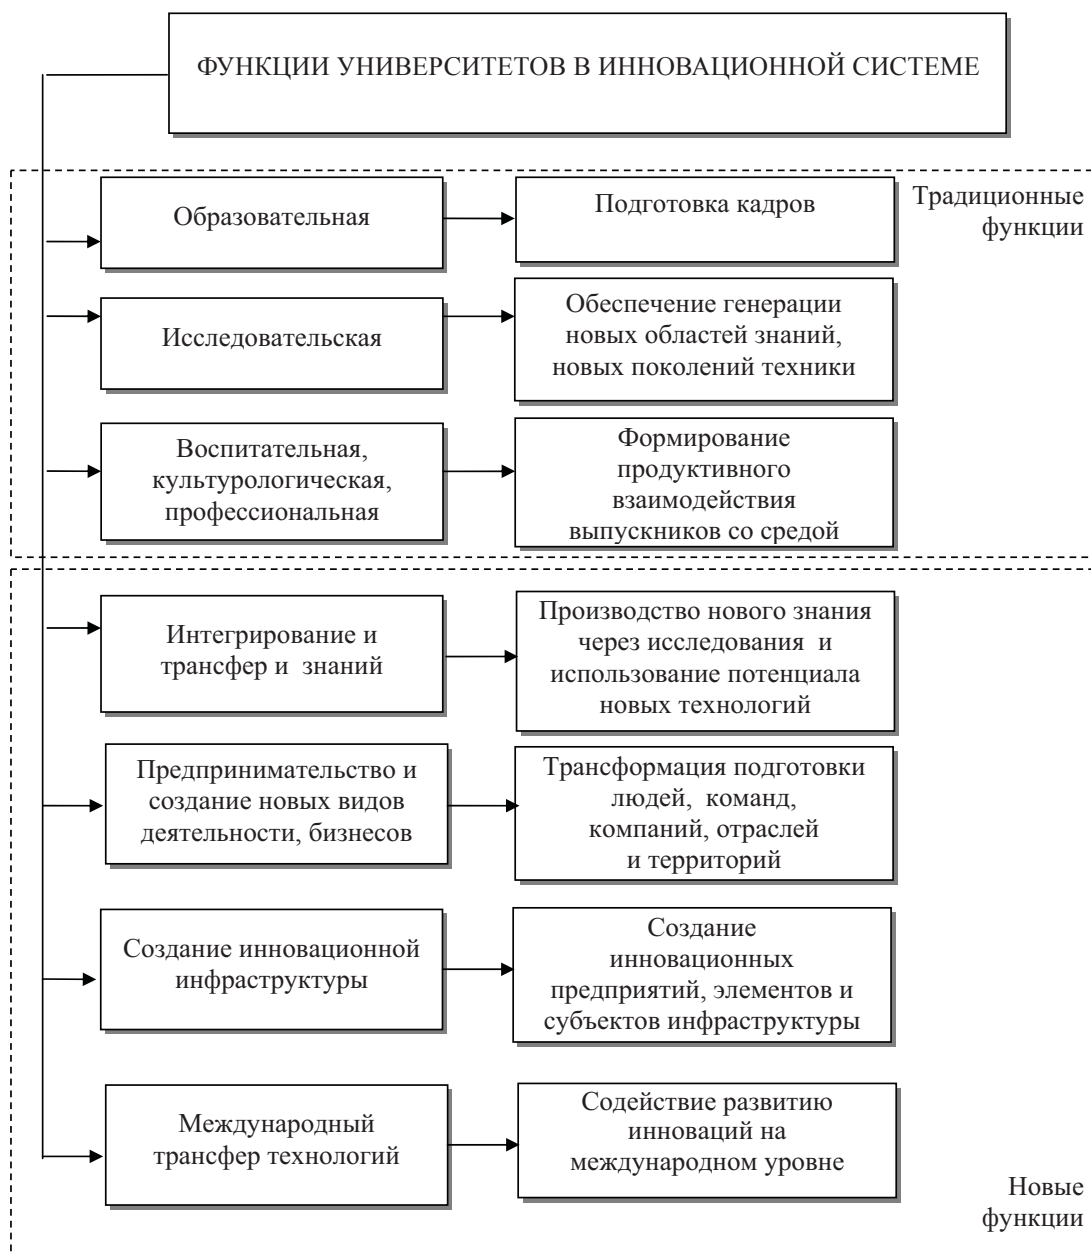 ФУНКЦИИ УНИВЕРСИТЕТОВ В ИННОВАЦИОННОЙ СИСТЕМЕ
Традиционные
функции
Образовательная
Подготовка кадров
Исследовательская
Обеспечение генерации
новых областей знаний,
новых поколений техники
Воспитательная,
культурологическая,
профессиональная
Формирование
продуктивного
взаимодействия
выпускников со средой
Интегрирование и
трансфер и знаний
Производство нового знания
через исследования и
использование потенциала
новых технологий
Предпринимательство и
создание новых видов
деятельности, бизнесов
Трансформация подготовки
людей, команд,
компаний, отраслей
и территорий
Создание инновационной
инфраструктуры
Создание
инновационных
предприятий, элементов и
субъектов инфраструктуры
Международный
трансфер технологий
Содействие развитию
инноваций на
международном уровне
Новые
функции